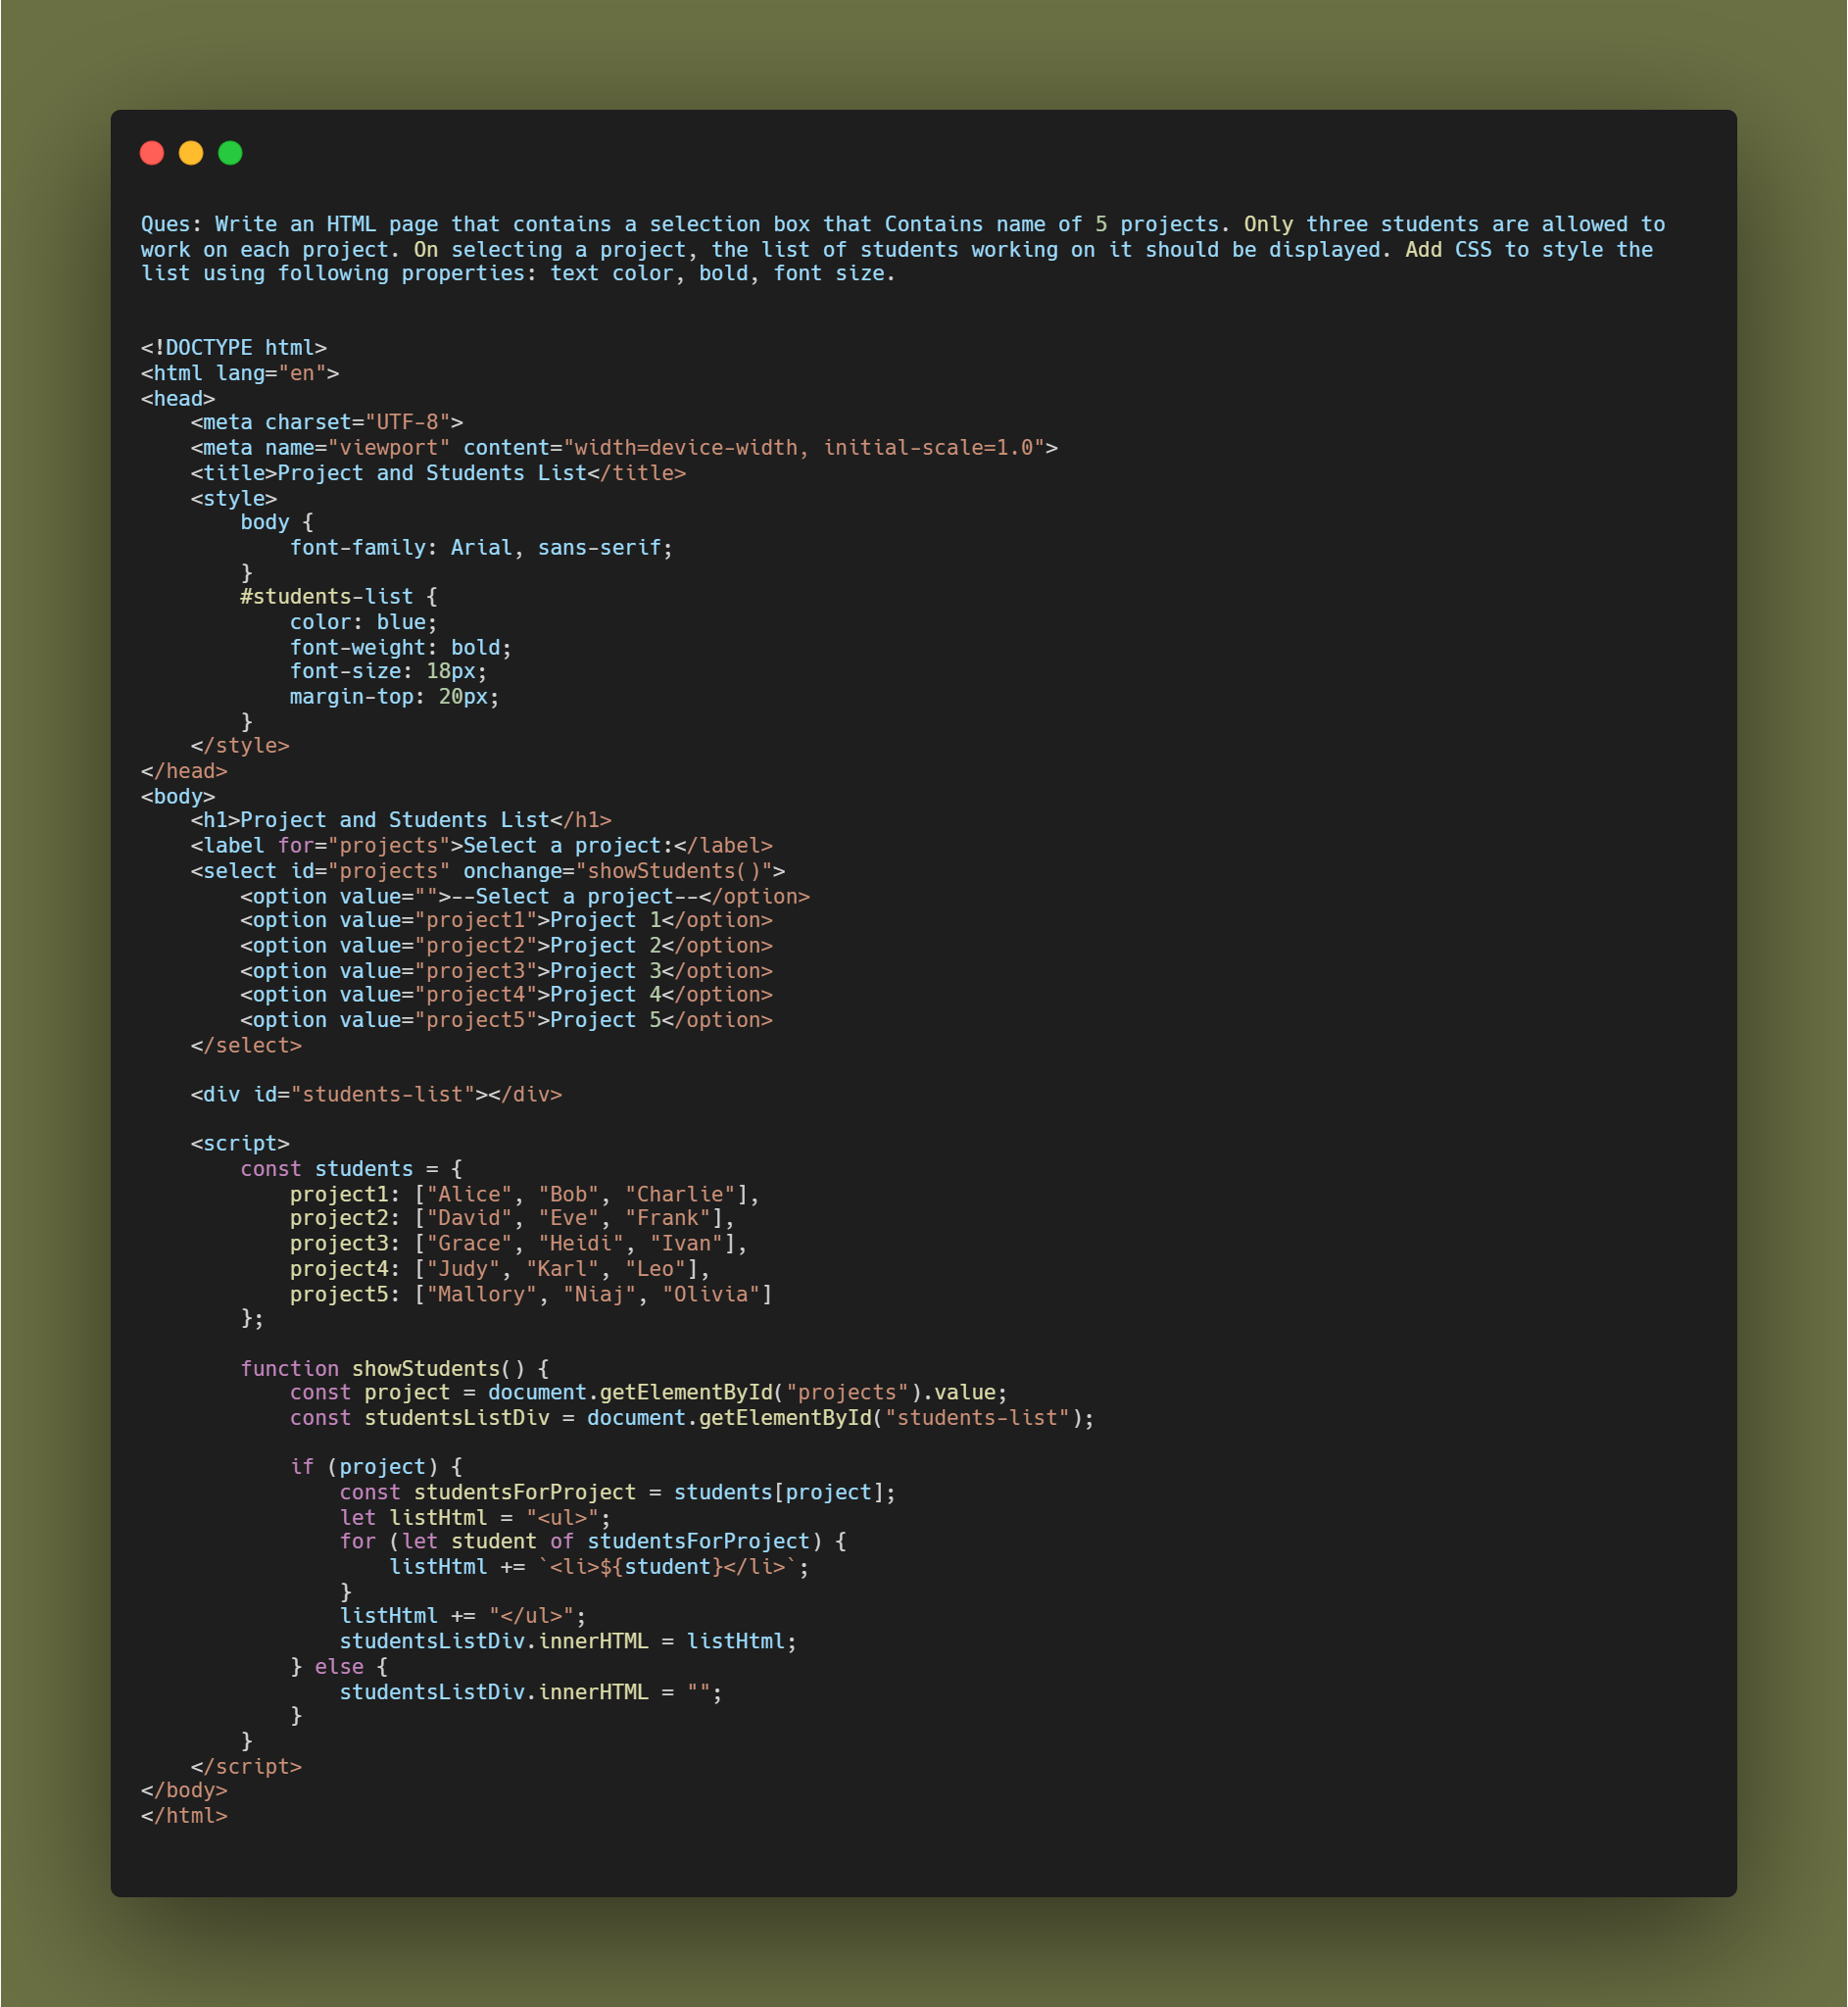 Ques: Write an HTML page that contains a selection box that Contains name of 5 projects. Only three students are allowed to
work on each project. On selecting a project, the list of students working on it should be displayed. Add CSS to style the
list using following properties: text color, bold, font size.
<!DOCTYPE html>
<html lang="en">
<head>
    <meta charset="UTF-8">
    <meta name="viewport" content="width=device-width, initial-scale=1.0">
    <title>Project and Students List</title>
    <style>
        body {
            font-family: Arial, sans-serif;
        }
        #students-list {
            color: blue;
            font-weight: bold;
            font-size: 18px;
            margin-top: 20px;
        }
    </style>
</head>
<body>
    <h1>Project and Students List</h1>
    <label for="projects">Select a project:</label>
    <select id="projects" onchange="showStudents()">
        <option value="">--Select a project--</option>
        <option value="project1">Project 1</option>
        <option value="project2">Project 2</option>
        <option value="project3">Project 3</option>
        <option value="project4">Project 4</option>
        <option value="project5">Project 5</option>
    </select>
    <div id="students-list"></div>
    <script>
        const students = {
            project1: ["Alice", "Bob", "Charlie"],
            project2: ["David", "Eve", "Frank"],
            project3: ["Grace", "Heidi", "Ivan"],
            project4: ["Judy", "Karl", "Leo"],
            project5: ["Mallory", "Niaj", "Olivia"]
        };
        function showStudents() {
            const project = document.getElementById("projects").value;
            const studentsListDiv = document.getElementById("students-list");
            if (project) {
                const studentsForProject = students[project];
                let listHtml = "<ul>";
                for (let student of studentsForProject) {
                    listHtml += `<li>${student}</li>`;
                }
                listHtml += "</ul>";
                studentsListDiv.innerHTML = listHtml;
            } else {
                studentsListDiv.innerHTML = "";
            }
        }
    </script>
</body>
</html>